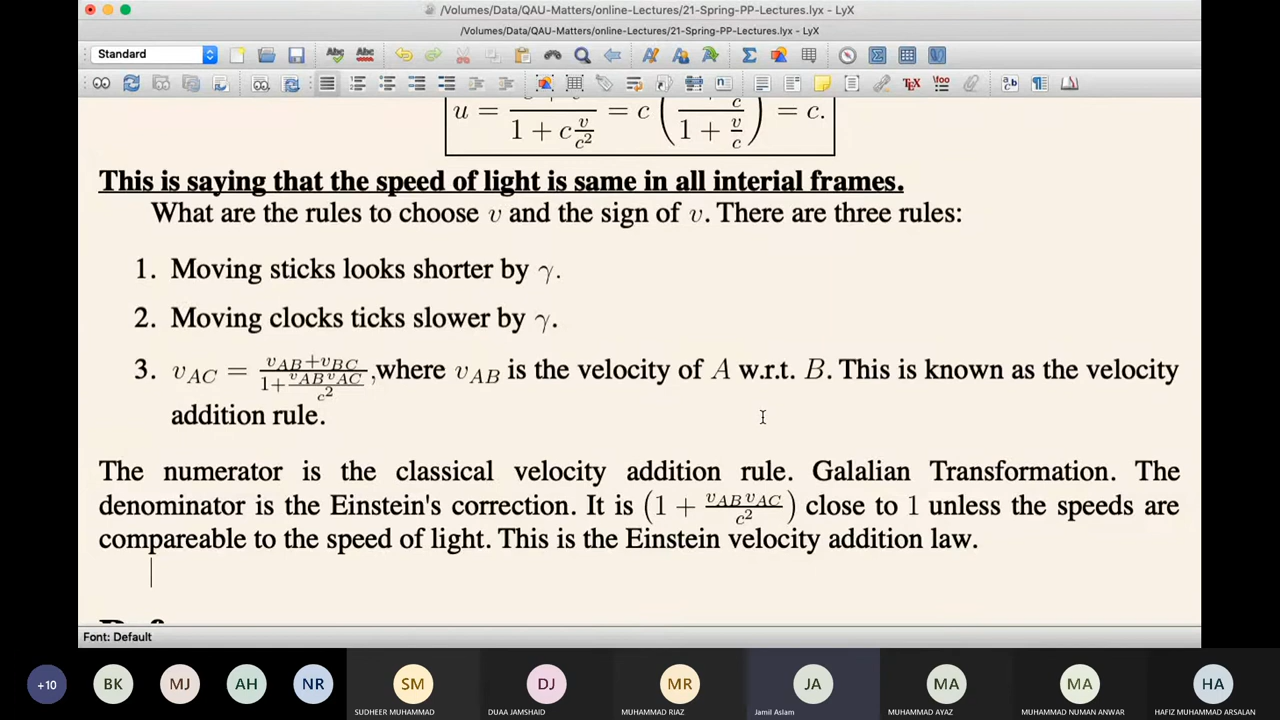 /Volumes/Data/QAU-Matters/online-Lectures/21-Spring-PP-Lectures.lyx - LyX
/Volumes/Data/QAU-Matters/online-Lectures/21-Spring-PP-Lectures.lyx - LyX
Standard
u = / 1 + c v/c² = c ( / 1 + v/c ) = c.
This is saying that the speed of light is same in all interial frames.
What are the rules to choose v and the sign of v. There are three rules:
1. Moving sticks looks shorter by γ.
2. Moving clocks ticks slower by γ.
3. v_AC = (v_AB+v_BC)/(1+ v_AB v_AC/c²) ,where v_AB is the velocity of A w.r.t. B. This is known as the velocity
addition rule.
The numerator is the classical velocity addition rule. Galalian Transformation. The
denominator is the Einstein's correction. It is (1 + v_AB v_AC/c²) close to 1 unless the speeds are
compareable to the speed of light. This is the Einstein velocity addition law.
Font: Default
+10 BK MJ AH NR SM DJ MR JA MA MA HA
SUDHEER MUHAMMAD DUAA JAMSHAID MUHAMMAD RIAZ Jamil Aslam MUHAMMAD AYAZ MUHAMMAD NUMAN ANWAR HAFIZ MUHAMMAD ARSALAN